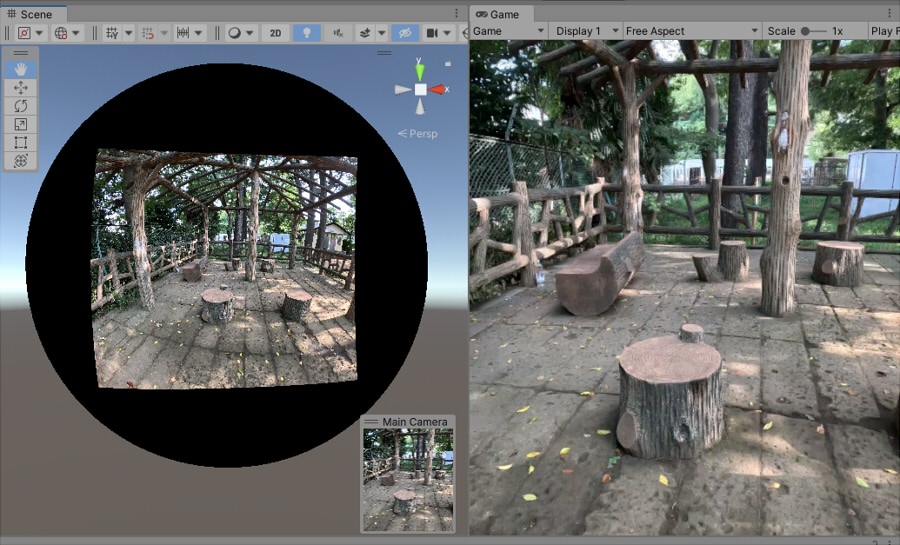 Scene
2D
y
x
Persp
Main Camera
Game
Game
Display 1
Free Aspect
Scale
1x
Play F